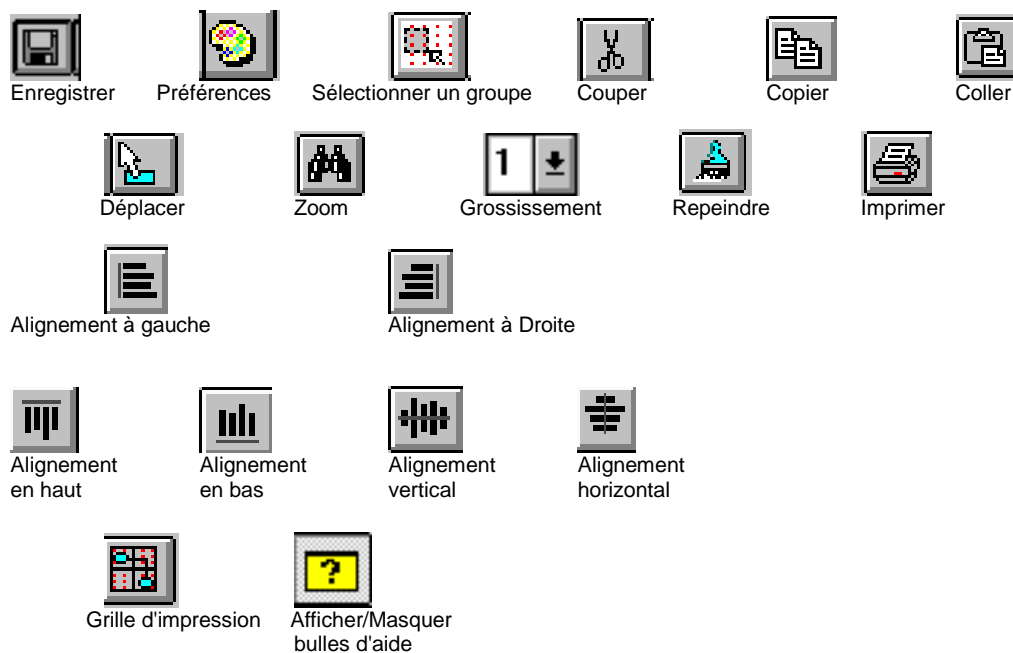 Enregistrer Préférences Sélectionner un groupe Couper Copier Coller
1
Déplacer Zoom Grossissement Repeindre Imprimer
Alignement à gauche Alignement à Droite
Alignement en haut
Alignement en bas
Alignement vertical
Alignement horizontal
?
Grille d'impression Afficher/Masquer
bulles d'aide